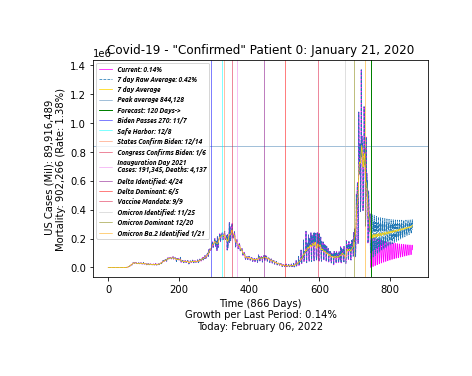 Covid-19 - "Confirmed" Patient 0: January 21, 2020
1e6
1.4
1.2
1.0
0.8
0.6
0.4
0.2
0.0
US Cases (Mil): 89,916,489
Mortality: 902,266 (Rate: 1.38%)
Current: 0.14%
7 day Raw Average: 0.42%
7 day Average
Peak average 844,128
Forecast: 120 Days->
Biden Passes 270: 11/7
Safe Harbor: 12/8
States Confirm Biden: 12/14
Congress Confirms Biden: 1/6
Inauguration Day 2021
Cases: 191,345, Deaths: 4,137
Delta Identified: 4/24
Delta Dominant: 6/5
Vaccine Mandate: 9/9
Omicron Identified: 11/25
Omicron Dominant: 12/20
Omicron Ba.2 Identified 1/21
0 200 400 600 800
Time (866 Days)
Growth per Last Period: 0.14%
Today: February 06, 2022